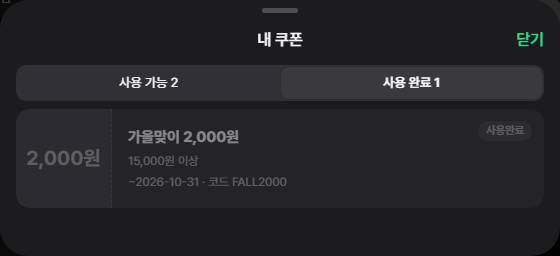 내 쿠폰
닫기
사용 가능 2
사용 완료 1
2,000원
가을맞이 2,000원
사용완료
15,000원 이상
~2026-10-31 · 코드 FALL2000